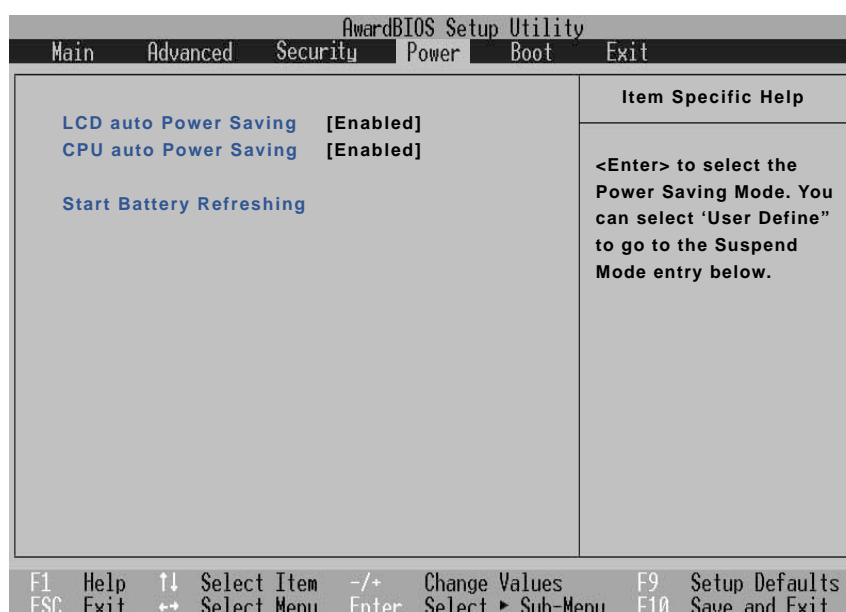 AwardBIOS Setup Utility
Main Advanced Security Power Boot Exit
LCD auto Power Saving [Enabled]
CPU auto Power Saving [Enabled]
Start Battery Refreshing
Item Specific Help
<Enter> to select the
Power Saving Mode. You
can select ‘User Define”
to go to the Suspend
Mode entry below.
F1 Help ↑↓ Select Item -/+ Change Values F9 Setup Defaults
ESC Exit ←→ Select Menu Enter Select ▸ Sub-Menu F10 Save and Exit